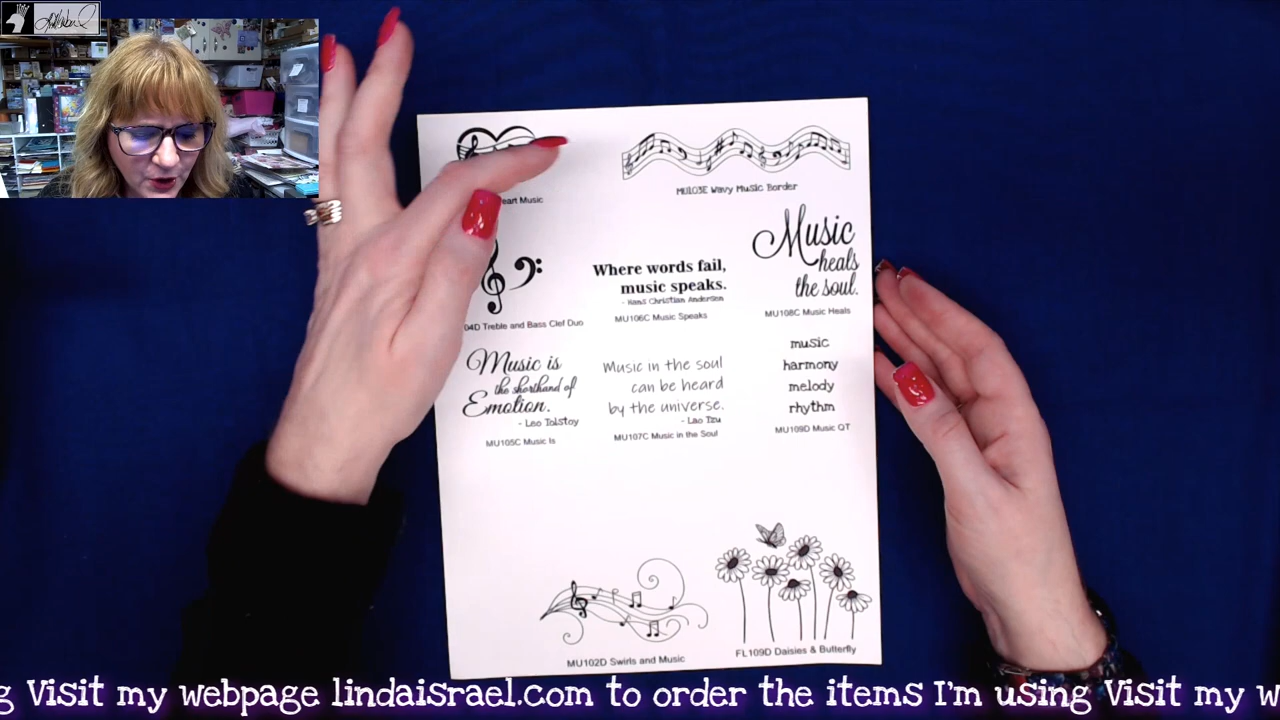 eart Music
MU103E Wavy Music Border
04D Treble and Bass Clef Duo
Where words fail,
music speaks.
- Hans Christian Andersen
MU106C Music Speaks
Music
heals
the soul.
MU108C Music Heals
Music is
the shorthand of
Emotion.
- Leo Tolstoy
MU105C Music Is
Music in the soul
can be heard
by the universe.
- Lao Tzu
MU107C Music in the Soul
music
harmony
melody
rhythm
MU109D Music QT
MU102D Swirls and Music
FL109D Daisies & Butterfly
g Visit my webpage lindaisrael.com to order the items I'm using Visit my w